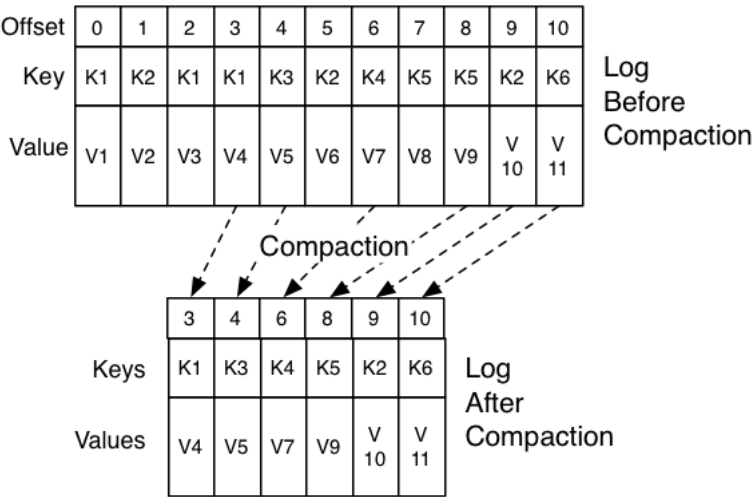 Offset 0 1 2 3 4 5 6 7 8 9 10
Key K1 K2 K1 K1 K3 K2 K4 K5 K5 K2 K6
Value V1 V2 V3 V4 V5 V6 V7 V8 V9 V 10 V 11
Log
Before
Compaction
Compaction
3 4 6 8 9 10
Keys K1 K3 K4 K5 K2 K6
Values V4 V5 V7 V9 V 10 V 11
Log
After
Compaction